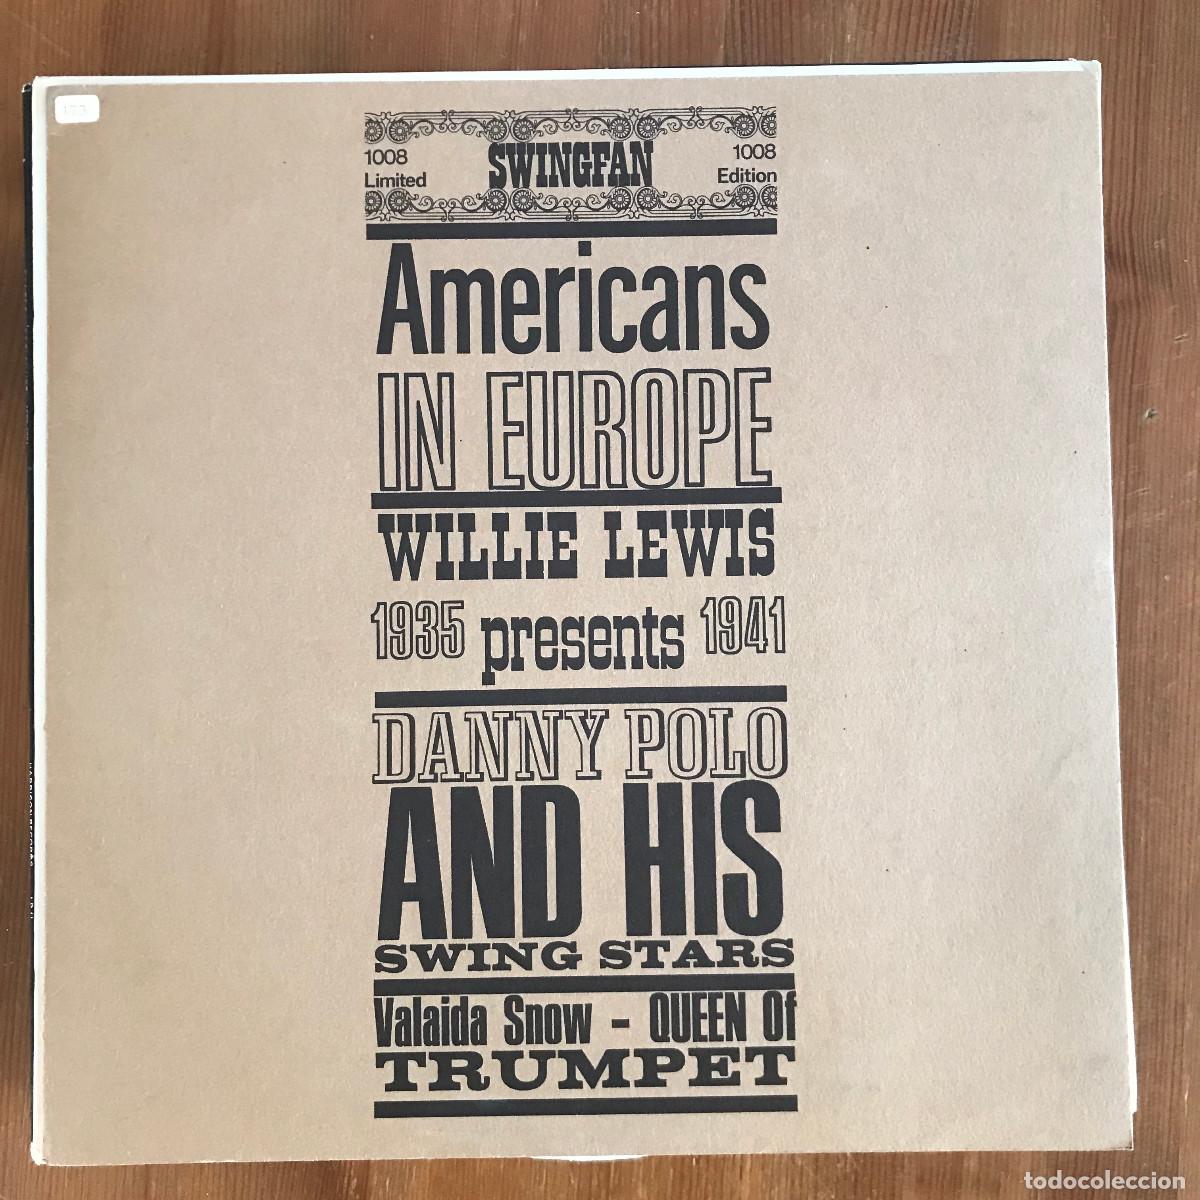 1008
Limited
SWINGFAN
1008
Edition
Americans
IN EUROPE
WILLIE LEWIS
1935 presents 1941
DANNY POLO
AND HIS
SWING STARS
Valaida Snow - QUEEN Of
TRUMPET
todocoleccion